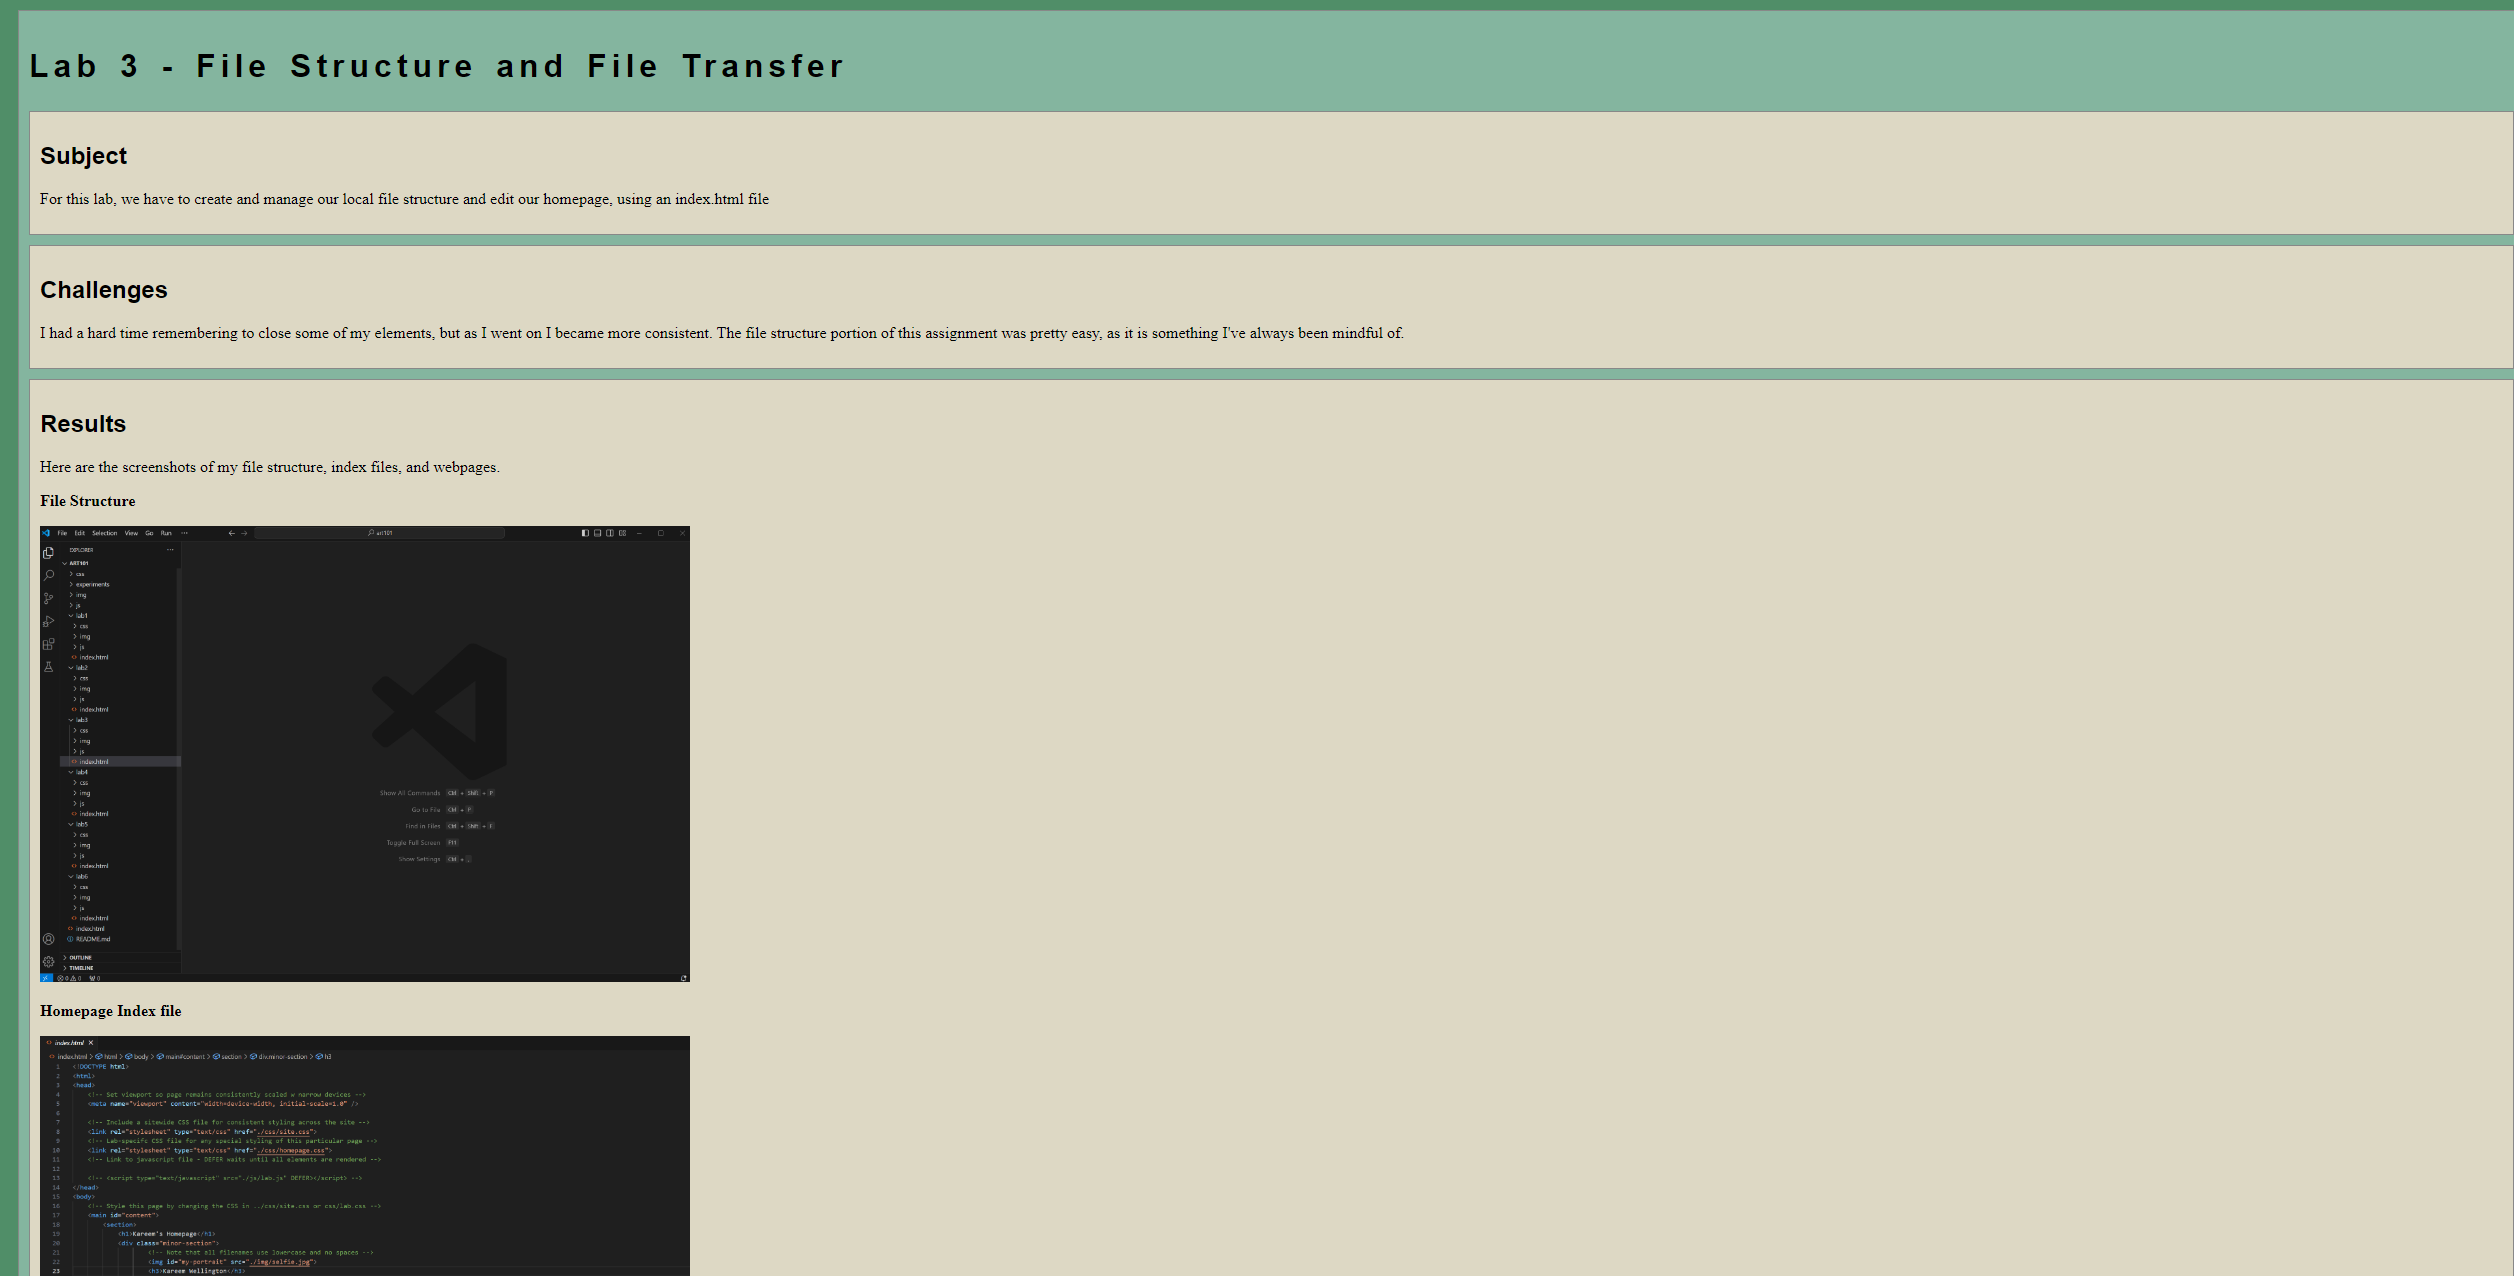 Lab 3 - File Structure and File Transfer
Subject
For this lab, we have to create and manage our local file structure and edit our homepage, using an index.html file
Challenges
I had a hard time remembering to close some of my elements, but as I went on I became more consistent. The file structure portion of this assignment was pretty easy, as it is something I've always been mindful of.
Results
Here are the screenshots of my file structure, index files, and webpages.
File Structure
File Edit Selection View Go Run ··· art101
EXPLORER ···
ART101
css
experiments
img
js
lab1
css
img
js
index.html
lab2
css
img
js
index.html
lab3
css
img
js
index.html
lab4
css
img
js
index.html
lab5
css
img
js
index.html
lab6
css
img
js
index.html
index.html
README.md
OUTLINE
TIMELINE
0 0 0
Show All Commands Ctrl + Shift + P
Go to File Ctrl + P
Find in Files Ctrl + Shift + F
Toggle Full Screen F11
Show Settings Ctrl + ,
Homepage Index file
index.html
index.html > html > body > main#content > section > div.minor-section > h3
1 <!DOCTYPE html>
2 <html>
3 <head>
4 <!-- Set viewport so page remains consistently scaled w narrow devices -->
5 <meta name="viewport" content="width=device-width, initial-scale=1.0" />
6
7 <!-- Include a sitewide CSS file for consistent styling across the site -->
8 <link rel="stylesheet" type="text/css" href="./css/site.css">
9 <!-- Lab-specifc CSS file for any special styling of this particular page -->
10 <link rel="stylesheet" type="text/css" href="./css/homepage.css">
11 <!-- Link to javascript file - DEFER waits until all elements are rendered -->
12
13 <!-- <script type="text/javascript" src="./js/lab.js" DEFER></script> -->
14 </head>
15 <body>
16 <!-- Style this page by changing the CSS in ../css/site.css or css/lab.css -->
17 <main id="content">
18 <section>
19 <h1>Kareem's Homepage</h1>
20 <div class="minor-section">
21 <!-- Note that all filenames use lowercase and no spaces -->
22 <img id="my-portrait" src="./img/selfie.jpg">
23 <h3>Kareem Wellington</h3>